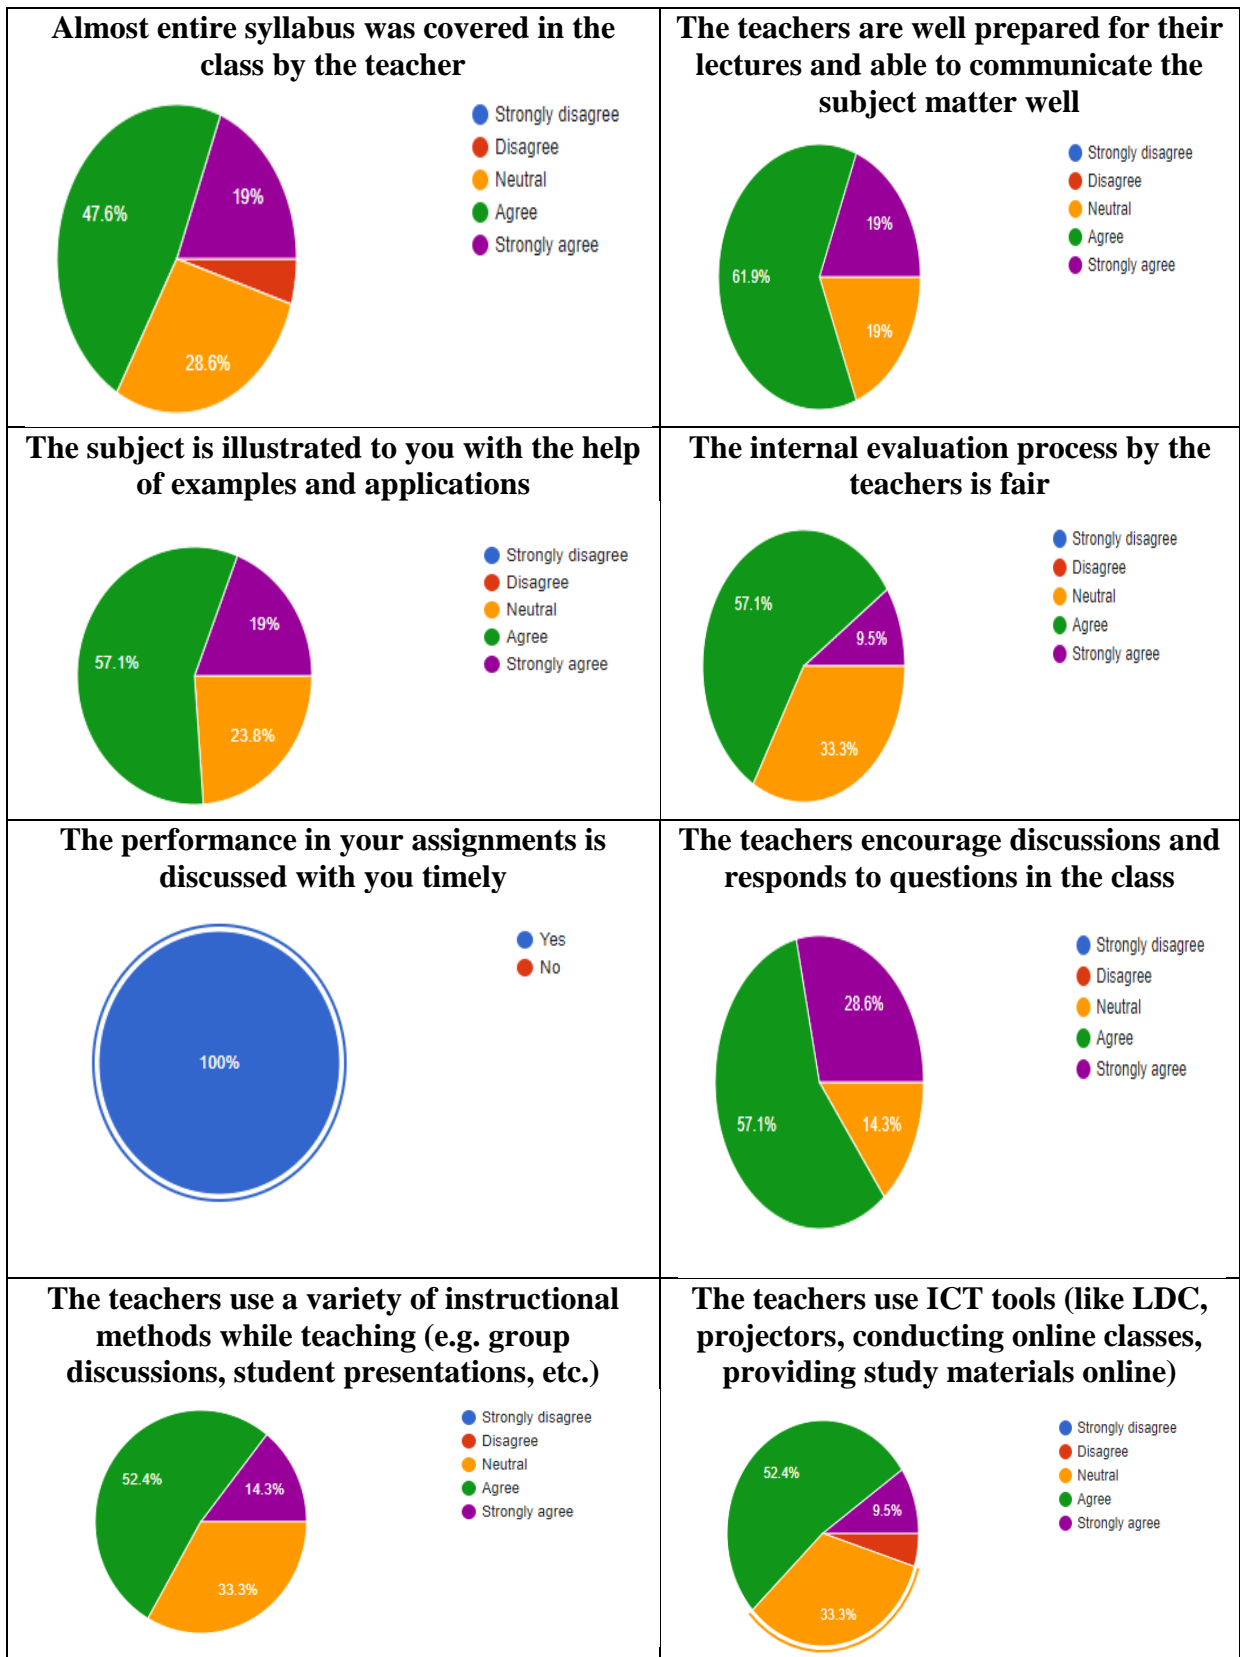 Almost entire syllabus was covered in the
class by the teacher
Strongly disagree
Disagree
Neutral
Agree
Strongly agree
47.6%
19%
28.6%
The teachers are well prepared for their
lectures and able to communicate the
subject matter well
Strongly disagree
Disagree
Neutral
Agree
Strongly agree
61.9%
19%
19%
The subject is illustrated to you with the help
of examples and applications
Strongly disagree
Disagree
Neutral
Agree
Strongly agree
57.1%
19%
23.8%
The internal evaluation process by the
teachers is fair
Strongly disagree
Disagree
Neutral
Agree
Strongly agree
57.1%
9.5%
33.3%
The performance in your assignments is
discussed with you timely
Yes
No
100%
The teachers encourage discussions and
responds to questions in the class
Strongly disagree
Disagree
Neutral
Agree
Strongly agree
28.6%
57.1%
14.3%
The teachers use a variety of instructional
methods while teaching (e.g. group
discussions, student presentations, etc.)
Strongly disagree
Disagree
Neutral
Agree
Strongly agree
52.4%
14.3%
33.3%
The teachers use ICT tools (like LDC,
projectors, conducting online classes,
providing study materials online)
Strongly disagree
Disagree
Neutral
Agree
Strongly agree
52.4%
9.5%
33.3%